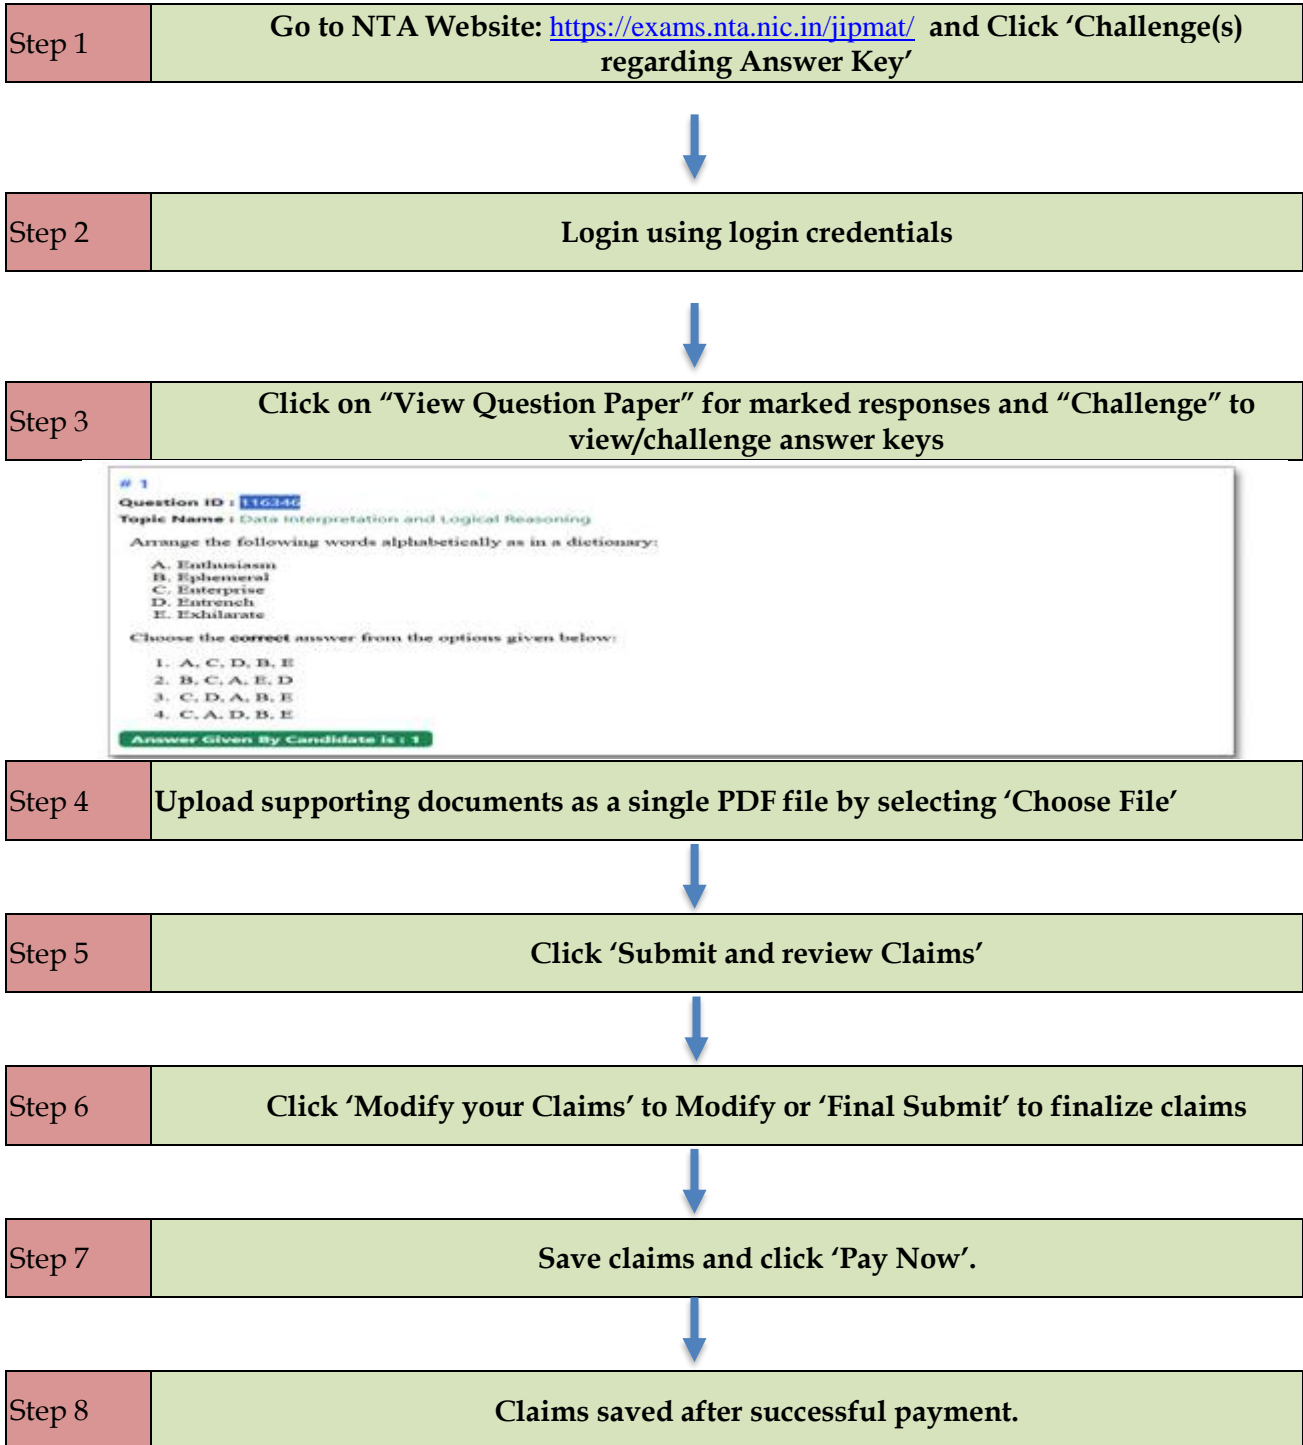 Step 1
Go to NTA Website: https://exams.nta.nic.in/jipmat/ and Click ‘Challenge(s)
regarding Answer Key’
Step 2
Login using login credentials
Step 3
Click on “View Question Paper” for marked responses and “Challenge” to
view/challenge answer keys
# 1
Question ID : 116346
Topic Name : Data Interpretation and Logical Reasoning
Arrange the following words alphabetically as in a dictionary:
A. Enthusiasm
B. Ephemeral
C. Enterprise
D. Entrench
E. Exhilarate
Choose the correct answer from the options given below:
1. A, C, D, B, E
2. B, C, A, E, D
3. C, D, A, B, E
4. C, A, D, B, E
Answer Given By Candidate is : 1
Step 4
Upload supporting documents as a single PDF file by selecting ‘Choose File’
Step 5
Click ‘Submit and review Claims’
Step 6
Click ‘Modify your Claims’ to Modify or ‘Final Submit’ to finalize claims
Step 7
Save claims and click ‘Pay Now’.
Step 8
Claims saved after successful payment.